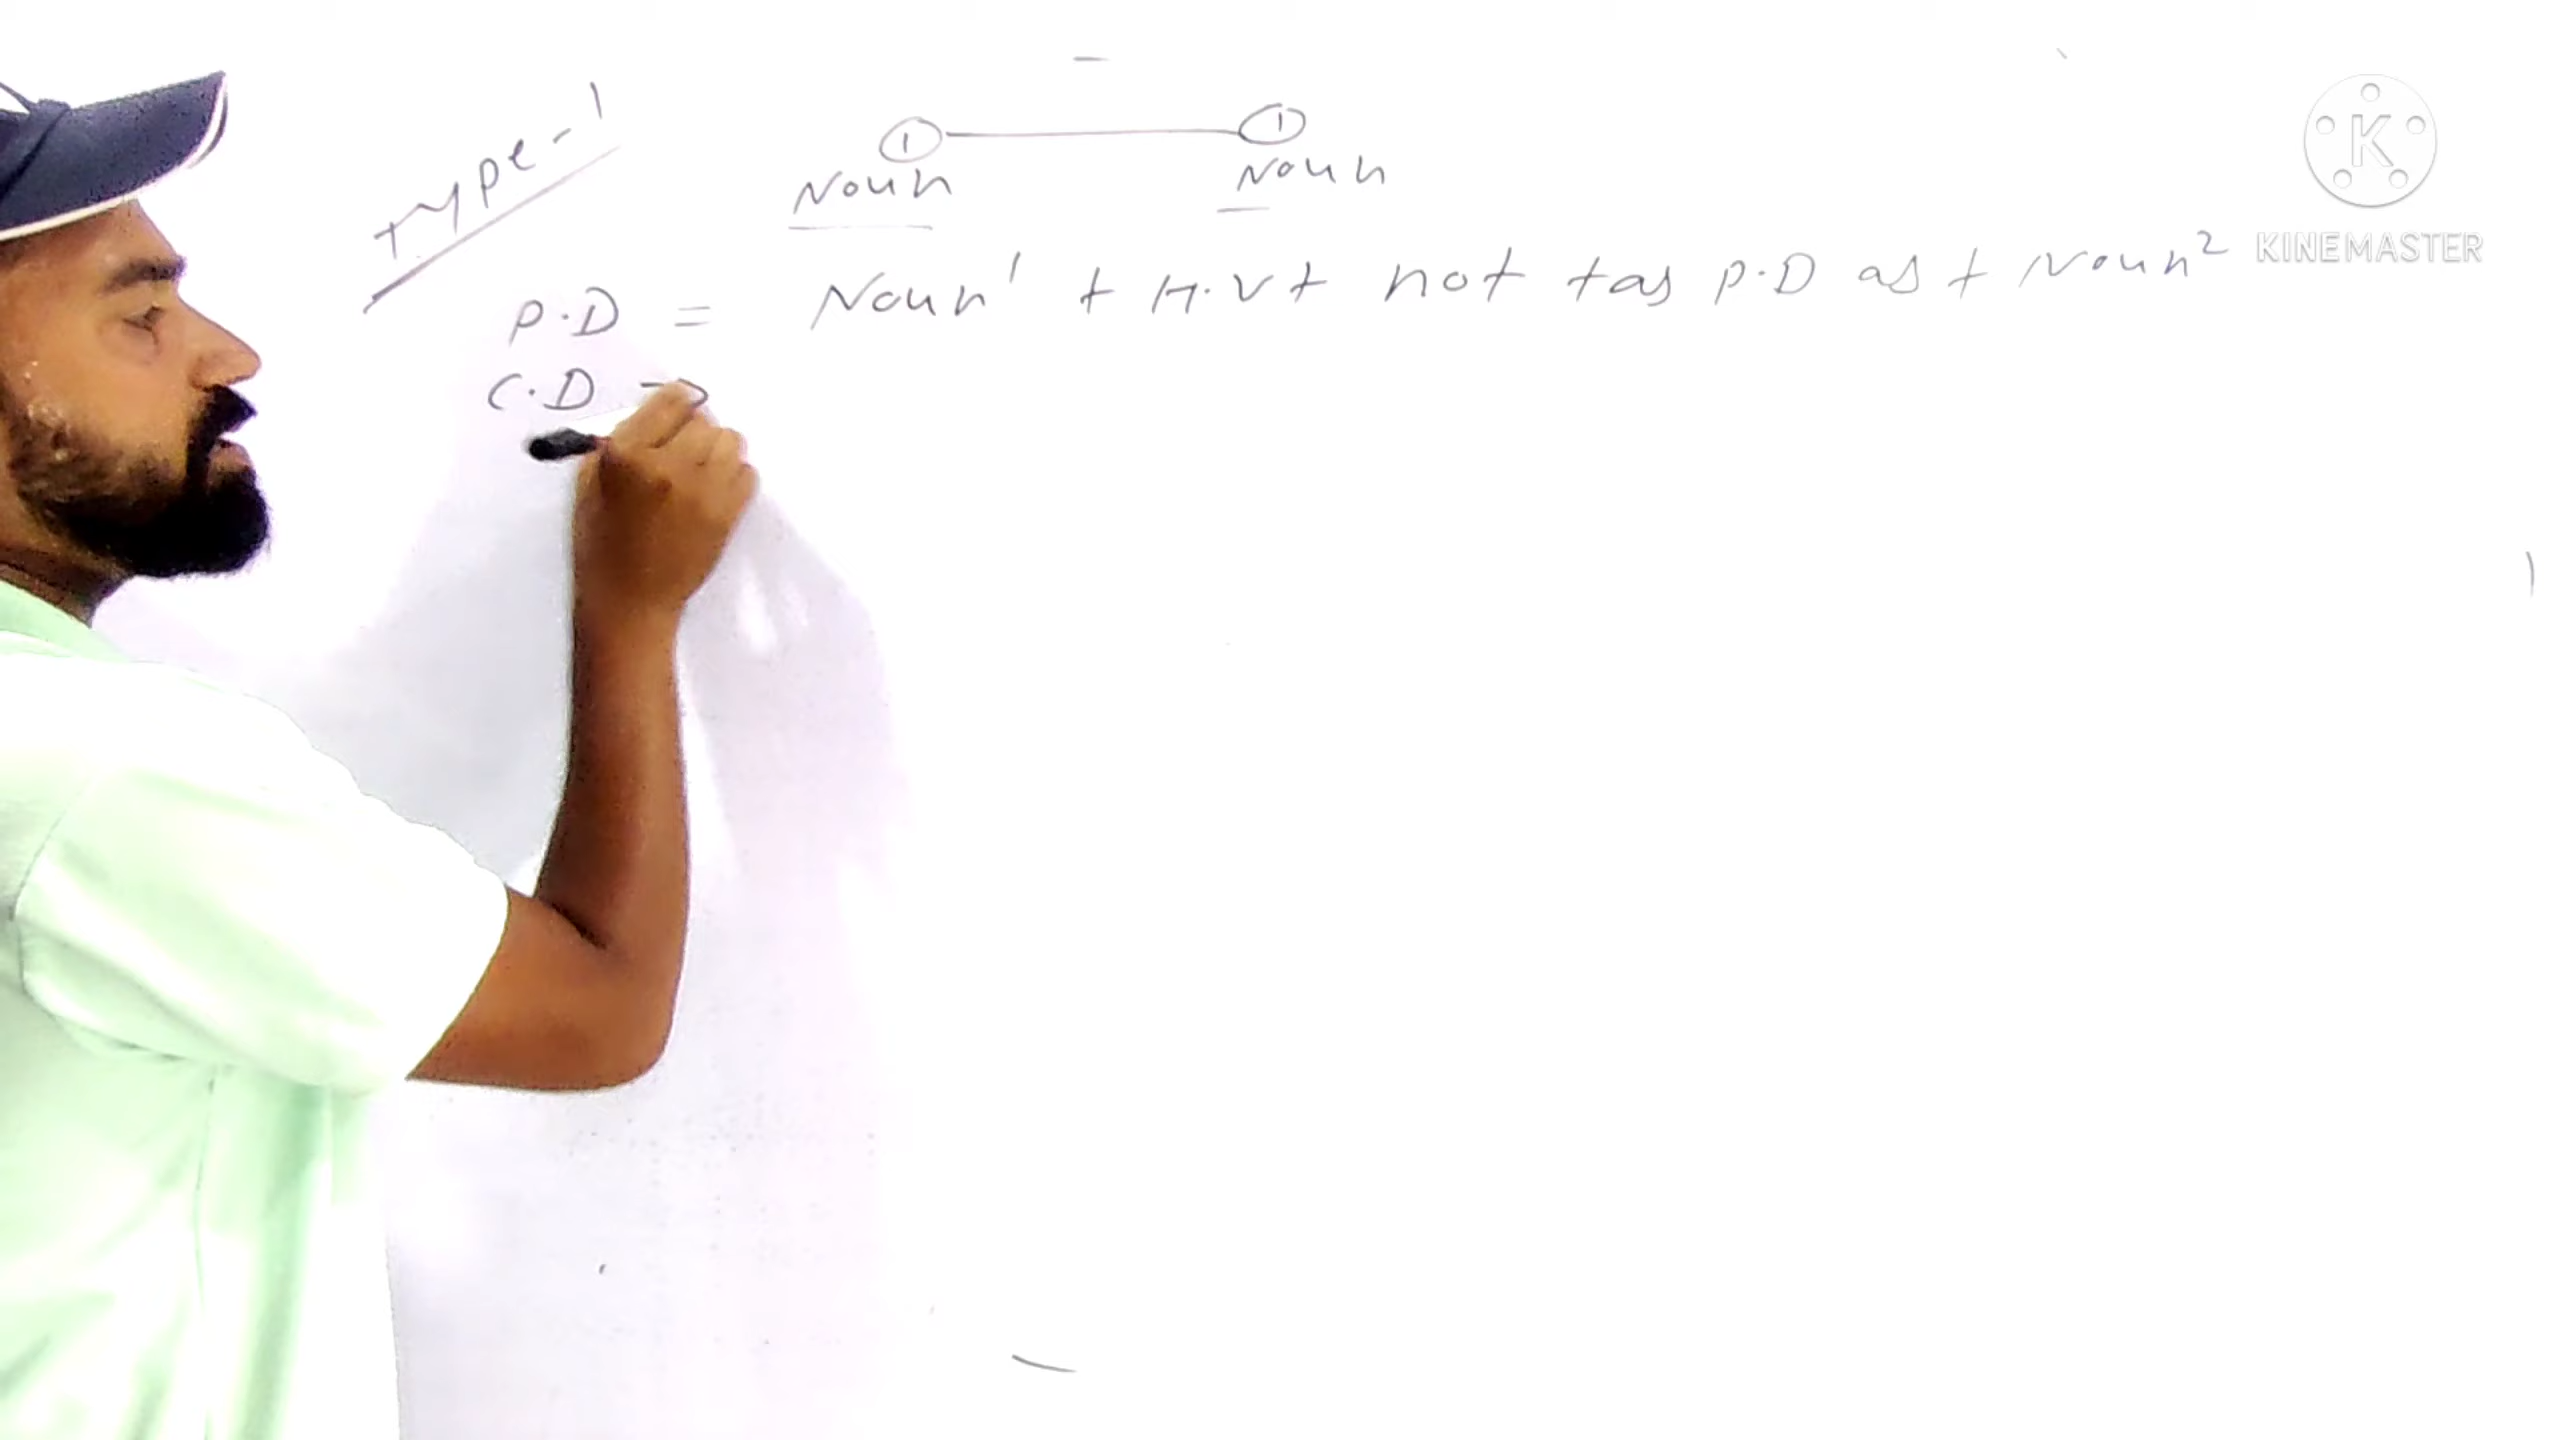 Type-1
1 1
Noun Noun
P.D = Noun¹ + H.V + not + as P.D as + Noun²
C.D →
K
KINEMASTER